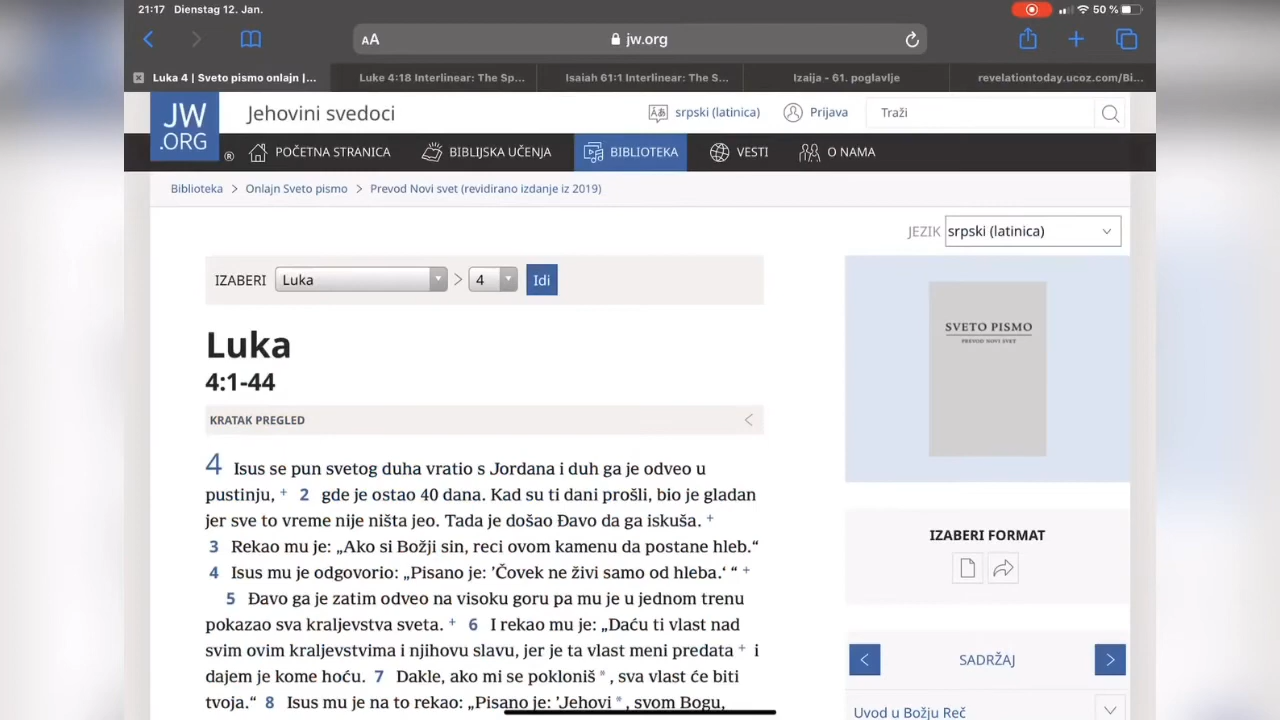 21:17 Dienstag 12. Jan.
50 %
AA
jw.org
Luka 4 | Sveto pismo onlajn |...
Luke 4:18 Interlinear: The Sp...
Isaiah 61:1 Interlinear: The S...
Izaija - 61. poglavlje
revelationtoday.ucoz.com/Bi...
JW
.ORG
®
Jehovini svedoci
srpski (latinica)
Prijava
Traži
POČETNA STRANICA
BIBLIJSKA UČENJA
BIBLIOTEKA
VESTI
O NAMA
Biblioteka > Onlajn Sveto pismo > Prevod Novi svet (revidirano izdanje iz 2019)
JEZIK srpski (latinica)
IZABERI Luka > 4 Idi
Luka
4:1-44
KRATAK PREGLED
4 Isus se pun svetog duha vratio s Jordana i duh ga je odveo u
pustinju, + 2 gde je ostao 40 dana. Kad su ti dani prošli, bio je gladan
jer sve to vreme nije ništa jeo. Tada je došao Đavo da ga iskuša. +
3 Rekao mu je: „Ako si Božji sin, reci ovom kamenu da postane hleb.“
4 Isus mu je odgovorio: „Pisano je: ’Čovek ne živi samo od hleba.‘ “ +
5 Đavo ga je zatim odveo na visoku goru pa mu je u jednom trenu
pokazao sva kraljevstva sveta. + 6 I rekao mu je: „Daću ti vlast nad
svim ovim kraljevstvima i njihovu slavu, jer je ta vlast meni predata + i
dajem je kome hoću. 7 Dakle, ako mi se pokloniš * , sva vlast će biti
tvoja.“ 8 Isus mu je na to rekao: „Pisano je: ’Jehovi * , svom Bogu,
SVETO PISMO
PREVOD NOVI SVET
IZABERI FORMAT
SADRŽAJ
Uvod u Božju Reč